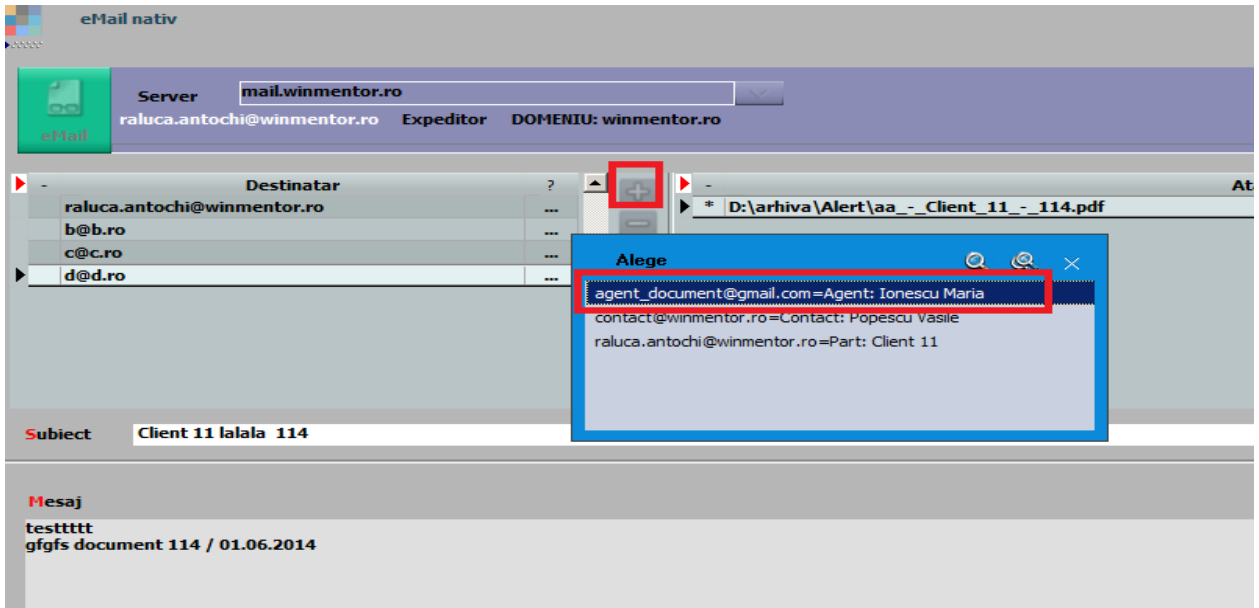 eMail nativ
Server mail.winmentor.ro
eMail raluca.antochi@winmentor.ro Expeditor DOMENIU: winmentor.ro
- Destinatar ?
raluca.antochi@winmentor.ro ...
b@b.ro ...
c@c.ro ...
d@d.ro ...
- At
* D:\arhiva\Alert\aa_-_Client_11_-_114.pdf
Alege
agent_document@gmail.com=Agent: Ionescu Maria
contact@winmentor.ro=Contact: Popescu Vasile
raluca.antochi@winmentor.ro=Part: Client 11
Subiect Client 11 lalala 114
Mesaj
testtttt
gfgfs document 114 / 01.06.2014